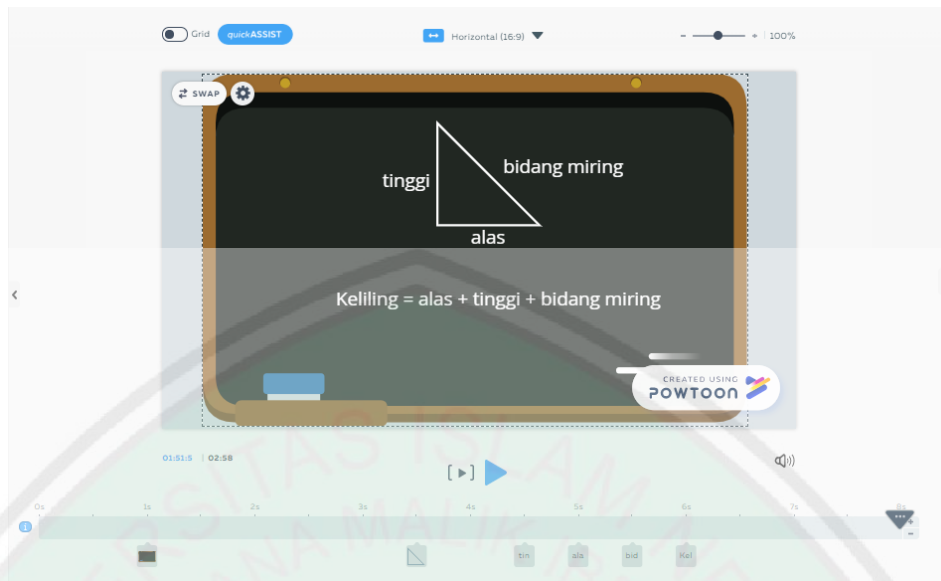 Grid quickASSIST Horizontal (16:9) - + 100%
SWAP
tinggi
bidang miring
alas
Keliling = alas + tinggi + bidang miring
CREATED USING
POWTOON
01:51:5 | 02:58
0s 1s 2s 3s 4s 5s 6s 7s 8s
tin als bid Kel